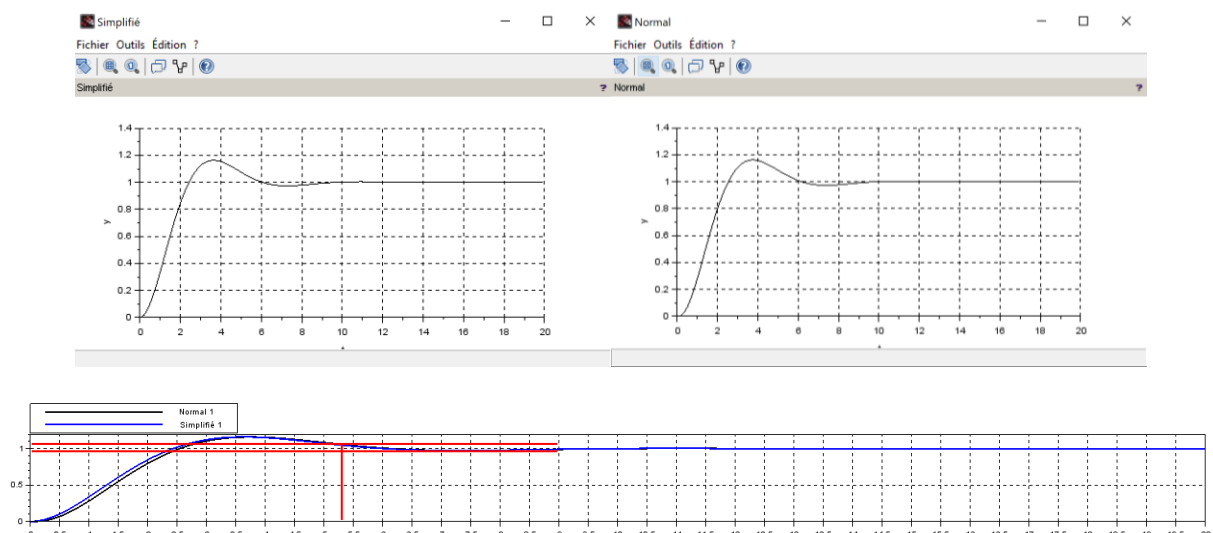 Simplifié
Fichier Outils Édition ?
Simplifié ?
1.4
1.2
1
0.8
0.6
0.4
0.2
0
y
0 2 4 6 8 10 12 14 16 18 20
Normal
Fichier Outils Édition ?
Normal ?
1.4
1.2
1
0.8
0.6
0.4
0.2
0
y
0 2 4 6 8 10 12 14 16 18 20
Normal 1
Simplifié 1
1
0.5
0